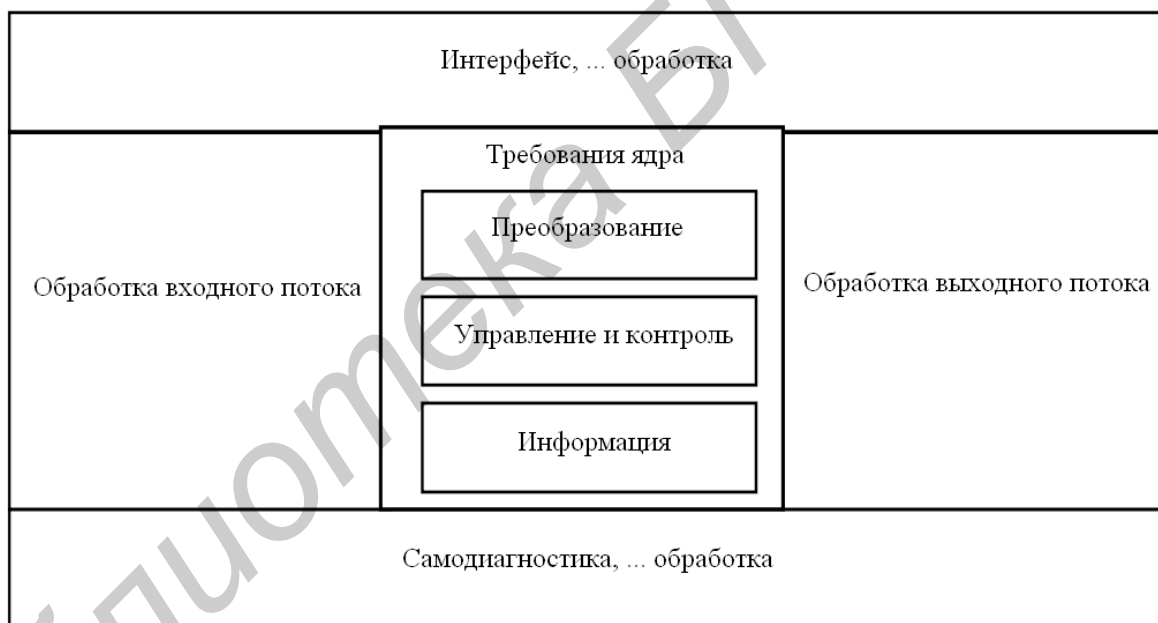 Интерфейс, ... обработка
Требования ядра
Преобразование
Обработка входного потока
Обработка выходного потока
Управление и контроль
Информация
Самодиагностика, ... обработка